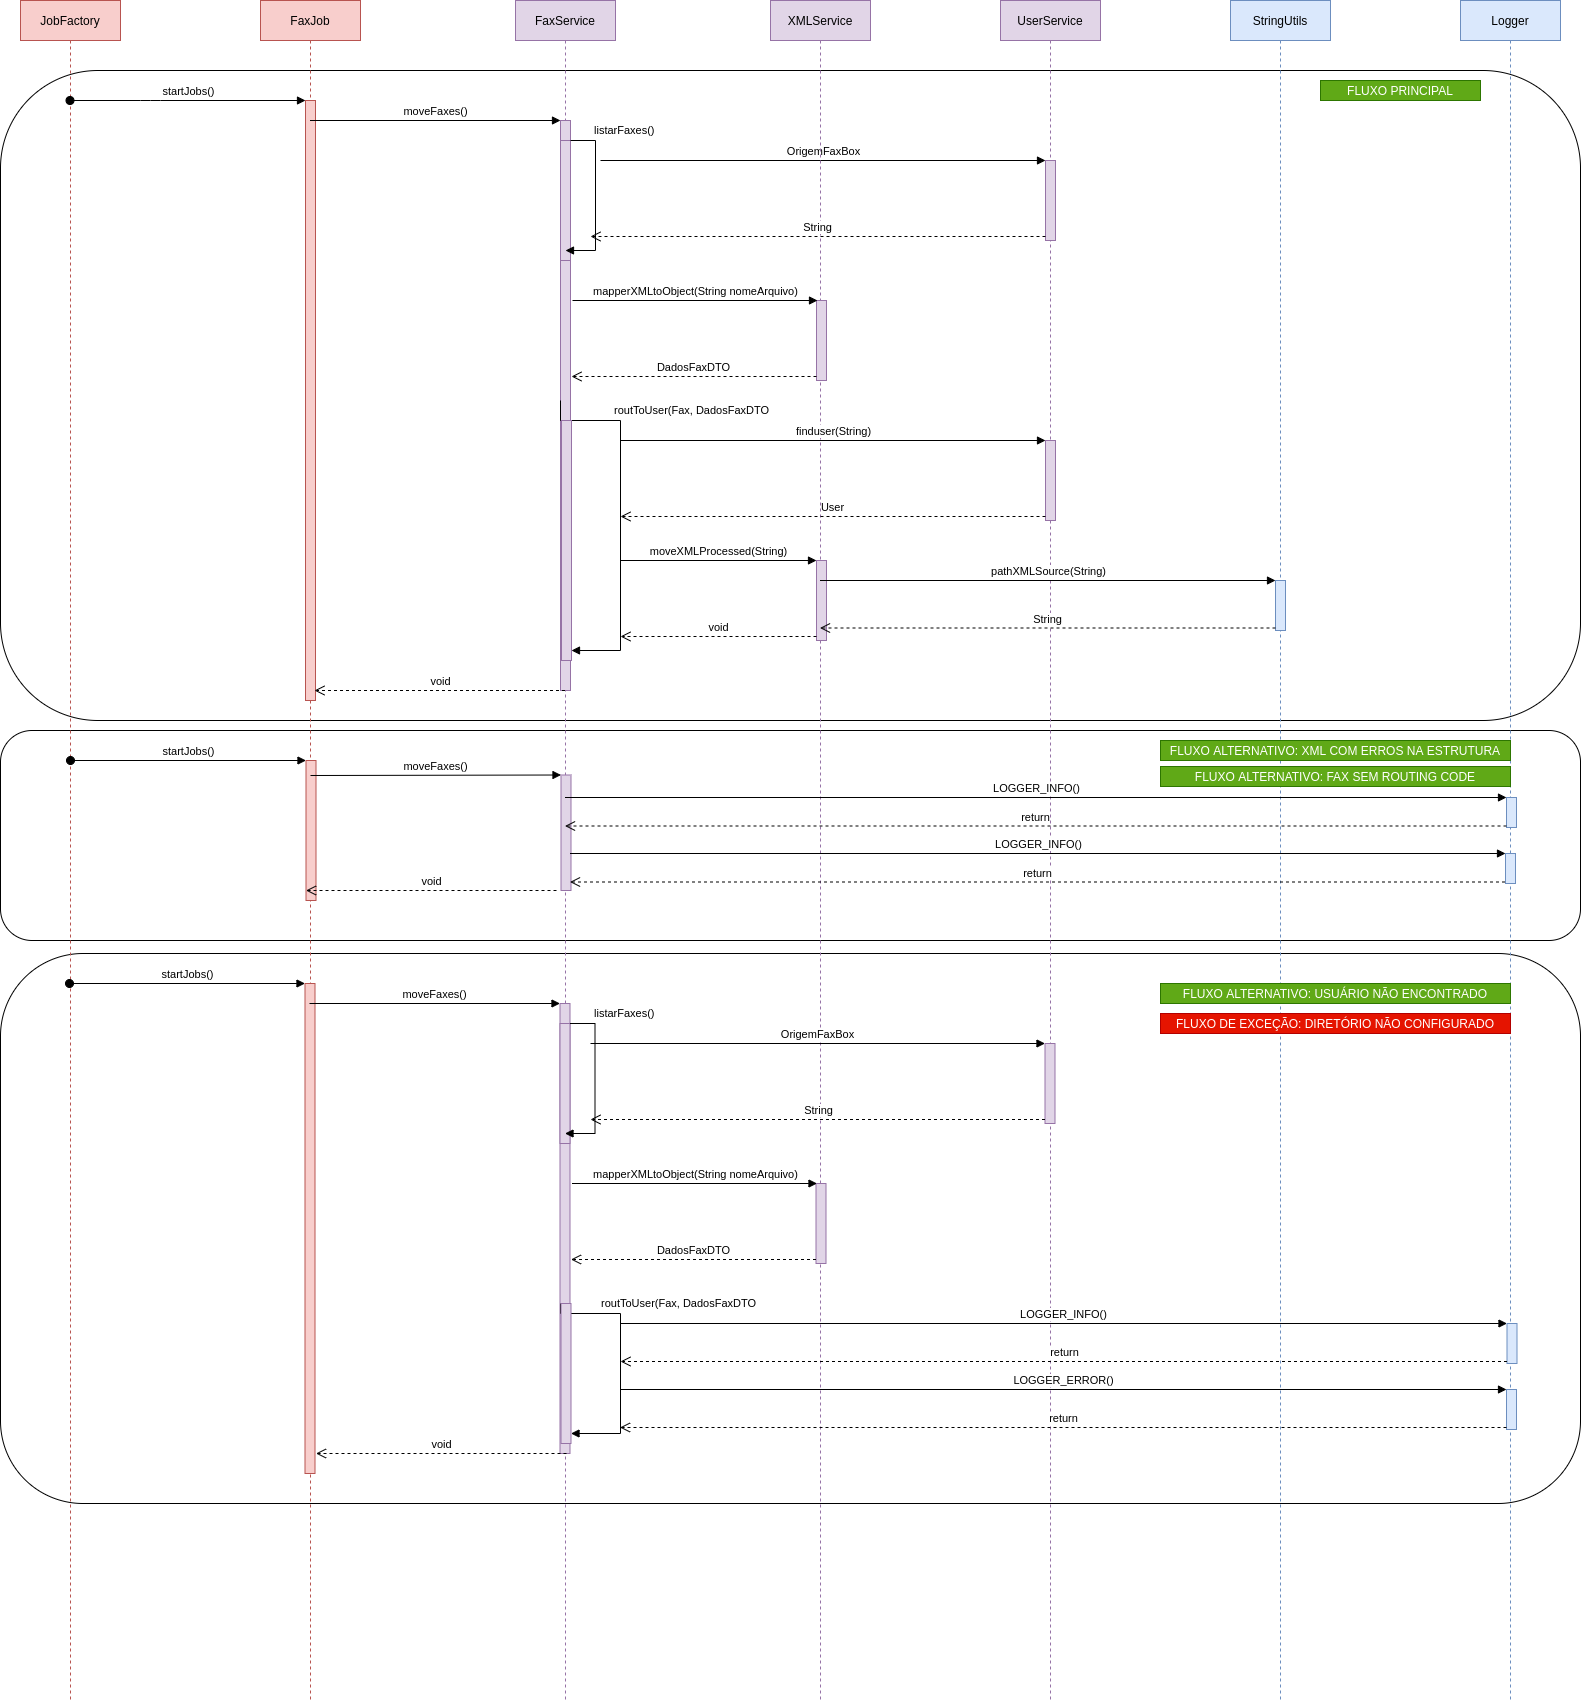 JobFactory
FaxJob
FaxService
XMLService
UserService
StringUtils
Logger
FLUXO PRINCIPAL
startJobs()
moveFaxes()
listarFaxes()
OrigemFaxBox
String
mapperXMLtoObject(String nomeArquivo)
DadosFaxDTO
routToUser(Fax, DadosFaxDTO
finduser(String)
User
moveXMLProcessed(String)
pathXMLSource(String)
String
void
void
FLUXO ALTERNATIVO: XML COM ERROS NA ESTRUTURA
startJobs()
moveFaxes()
FLUXO ALTERNATIVO: FAX SEM ROUTING CODE
LOGGER_INFO()
return
LOGGER_INFO()
return
void
startJobs()
FLUXO ALTERNATIVO: USUÁRIO NÃO ENCONTRADO
moveFaxes()
listarFaxes()
FLUXO DE EXCEÇÃO: DIRETÓRIO NÃO CONFIGURADO
OrigemFaxBox
String
mapperXMLtoObject(String nomeArquivo)
DadosFaxDTO
routToUser(Fax, DadosFaxDTO
LOGGER_INFO()
return
LOGGER_ERROR()
return
void